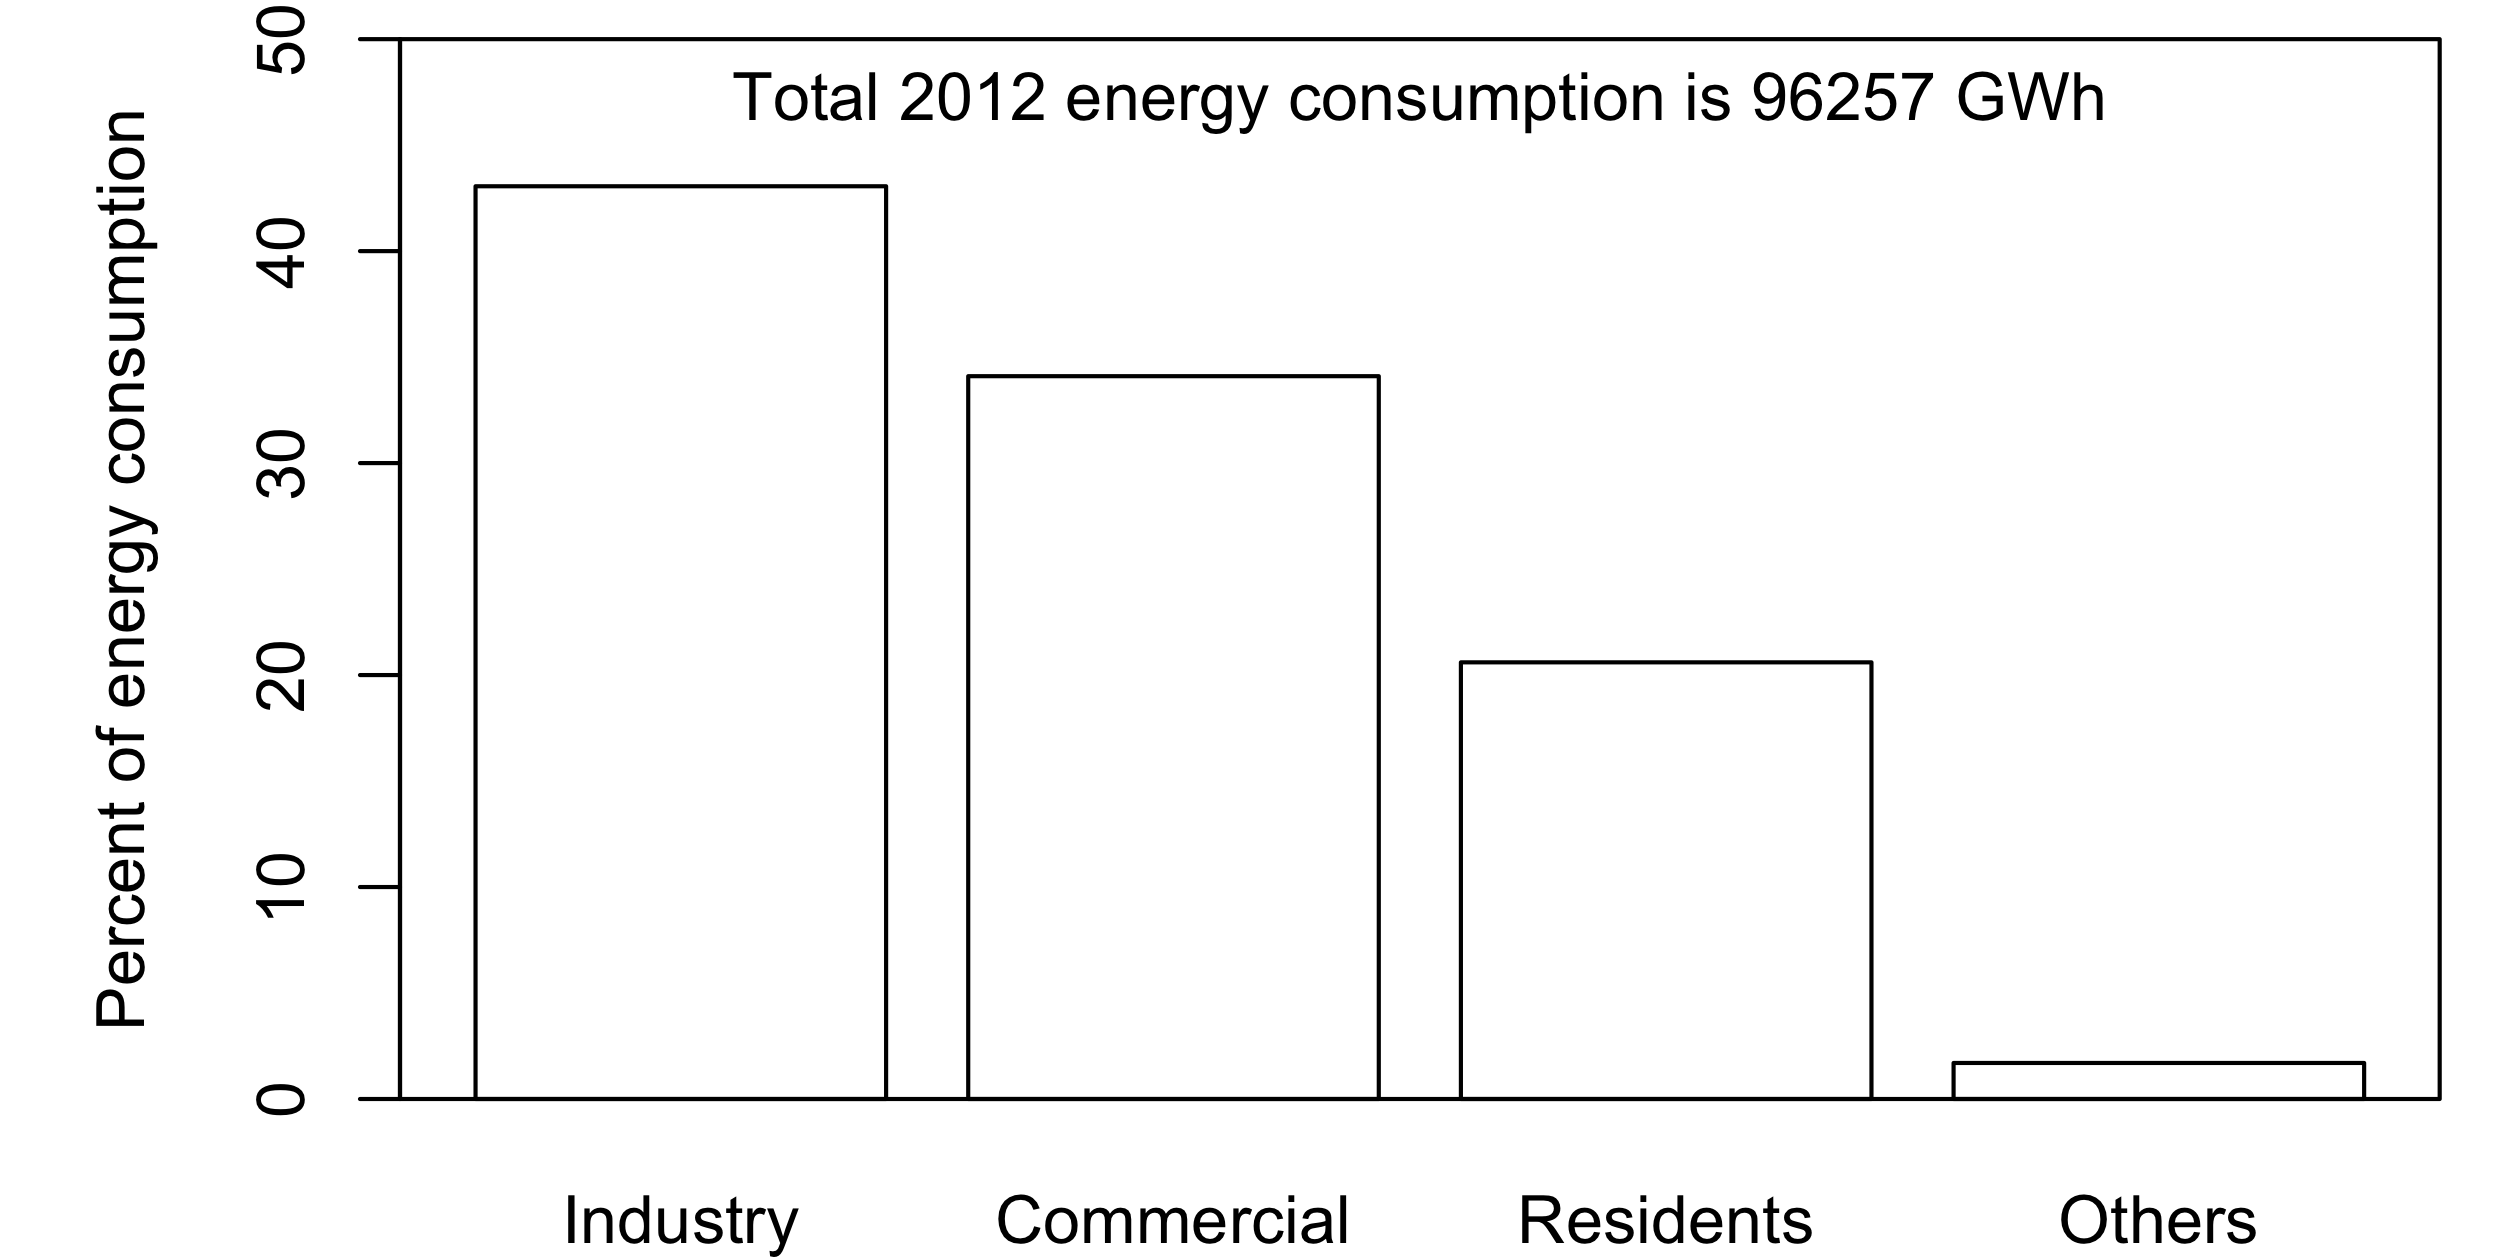 Total 2012 energy consumption is 96257 GWh
Percent of energy consumption
50
40
30
20
10
0
Industry Commercial Residents Others